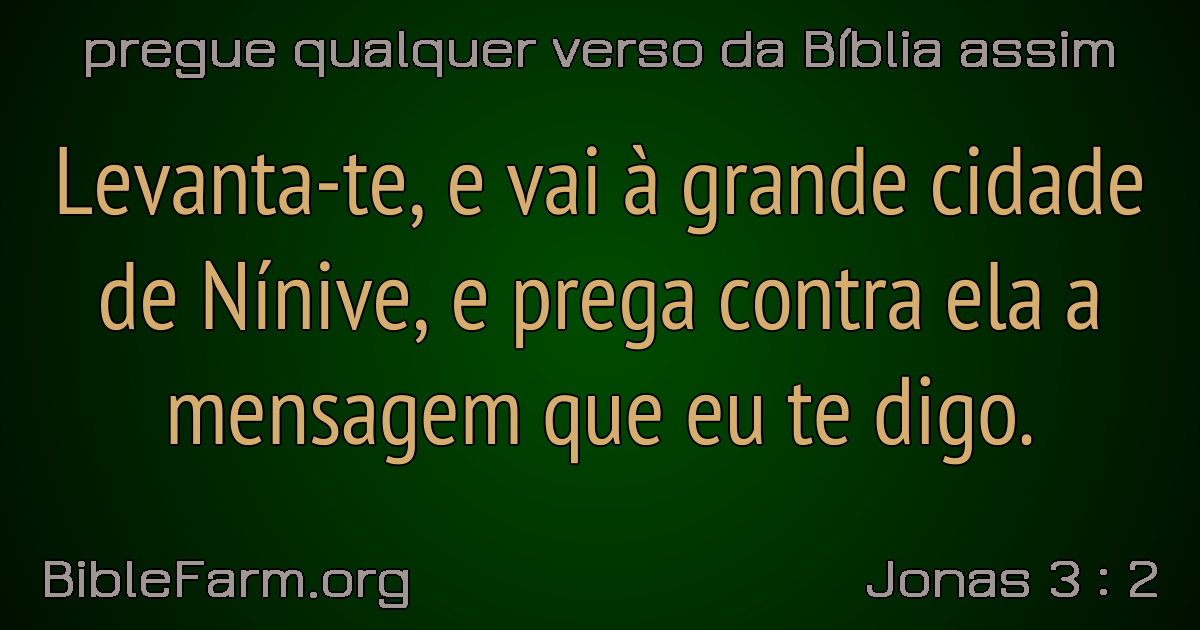 pregue qualquer verso da Bíblia assim
Levanta-te, e vai à grande cidade
de Nínive, e prega contra ela a
mensagem que eu te digo.
BibleFarm.org
Jonas 3 : 2